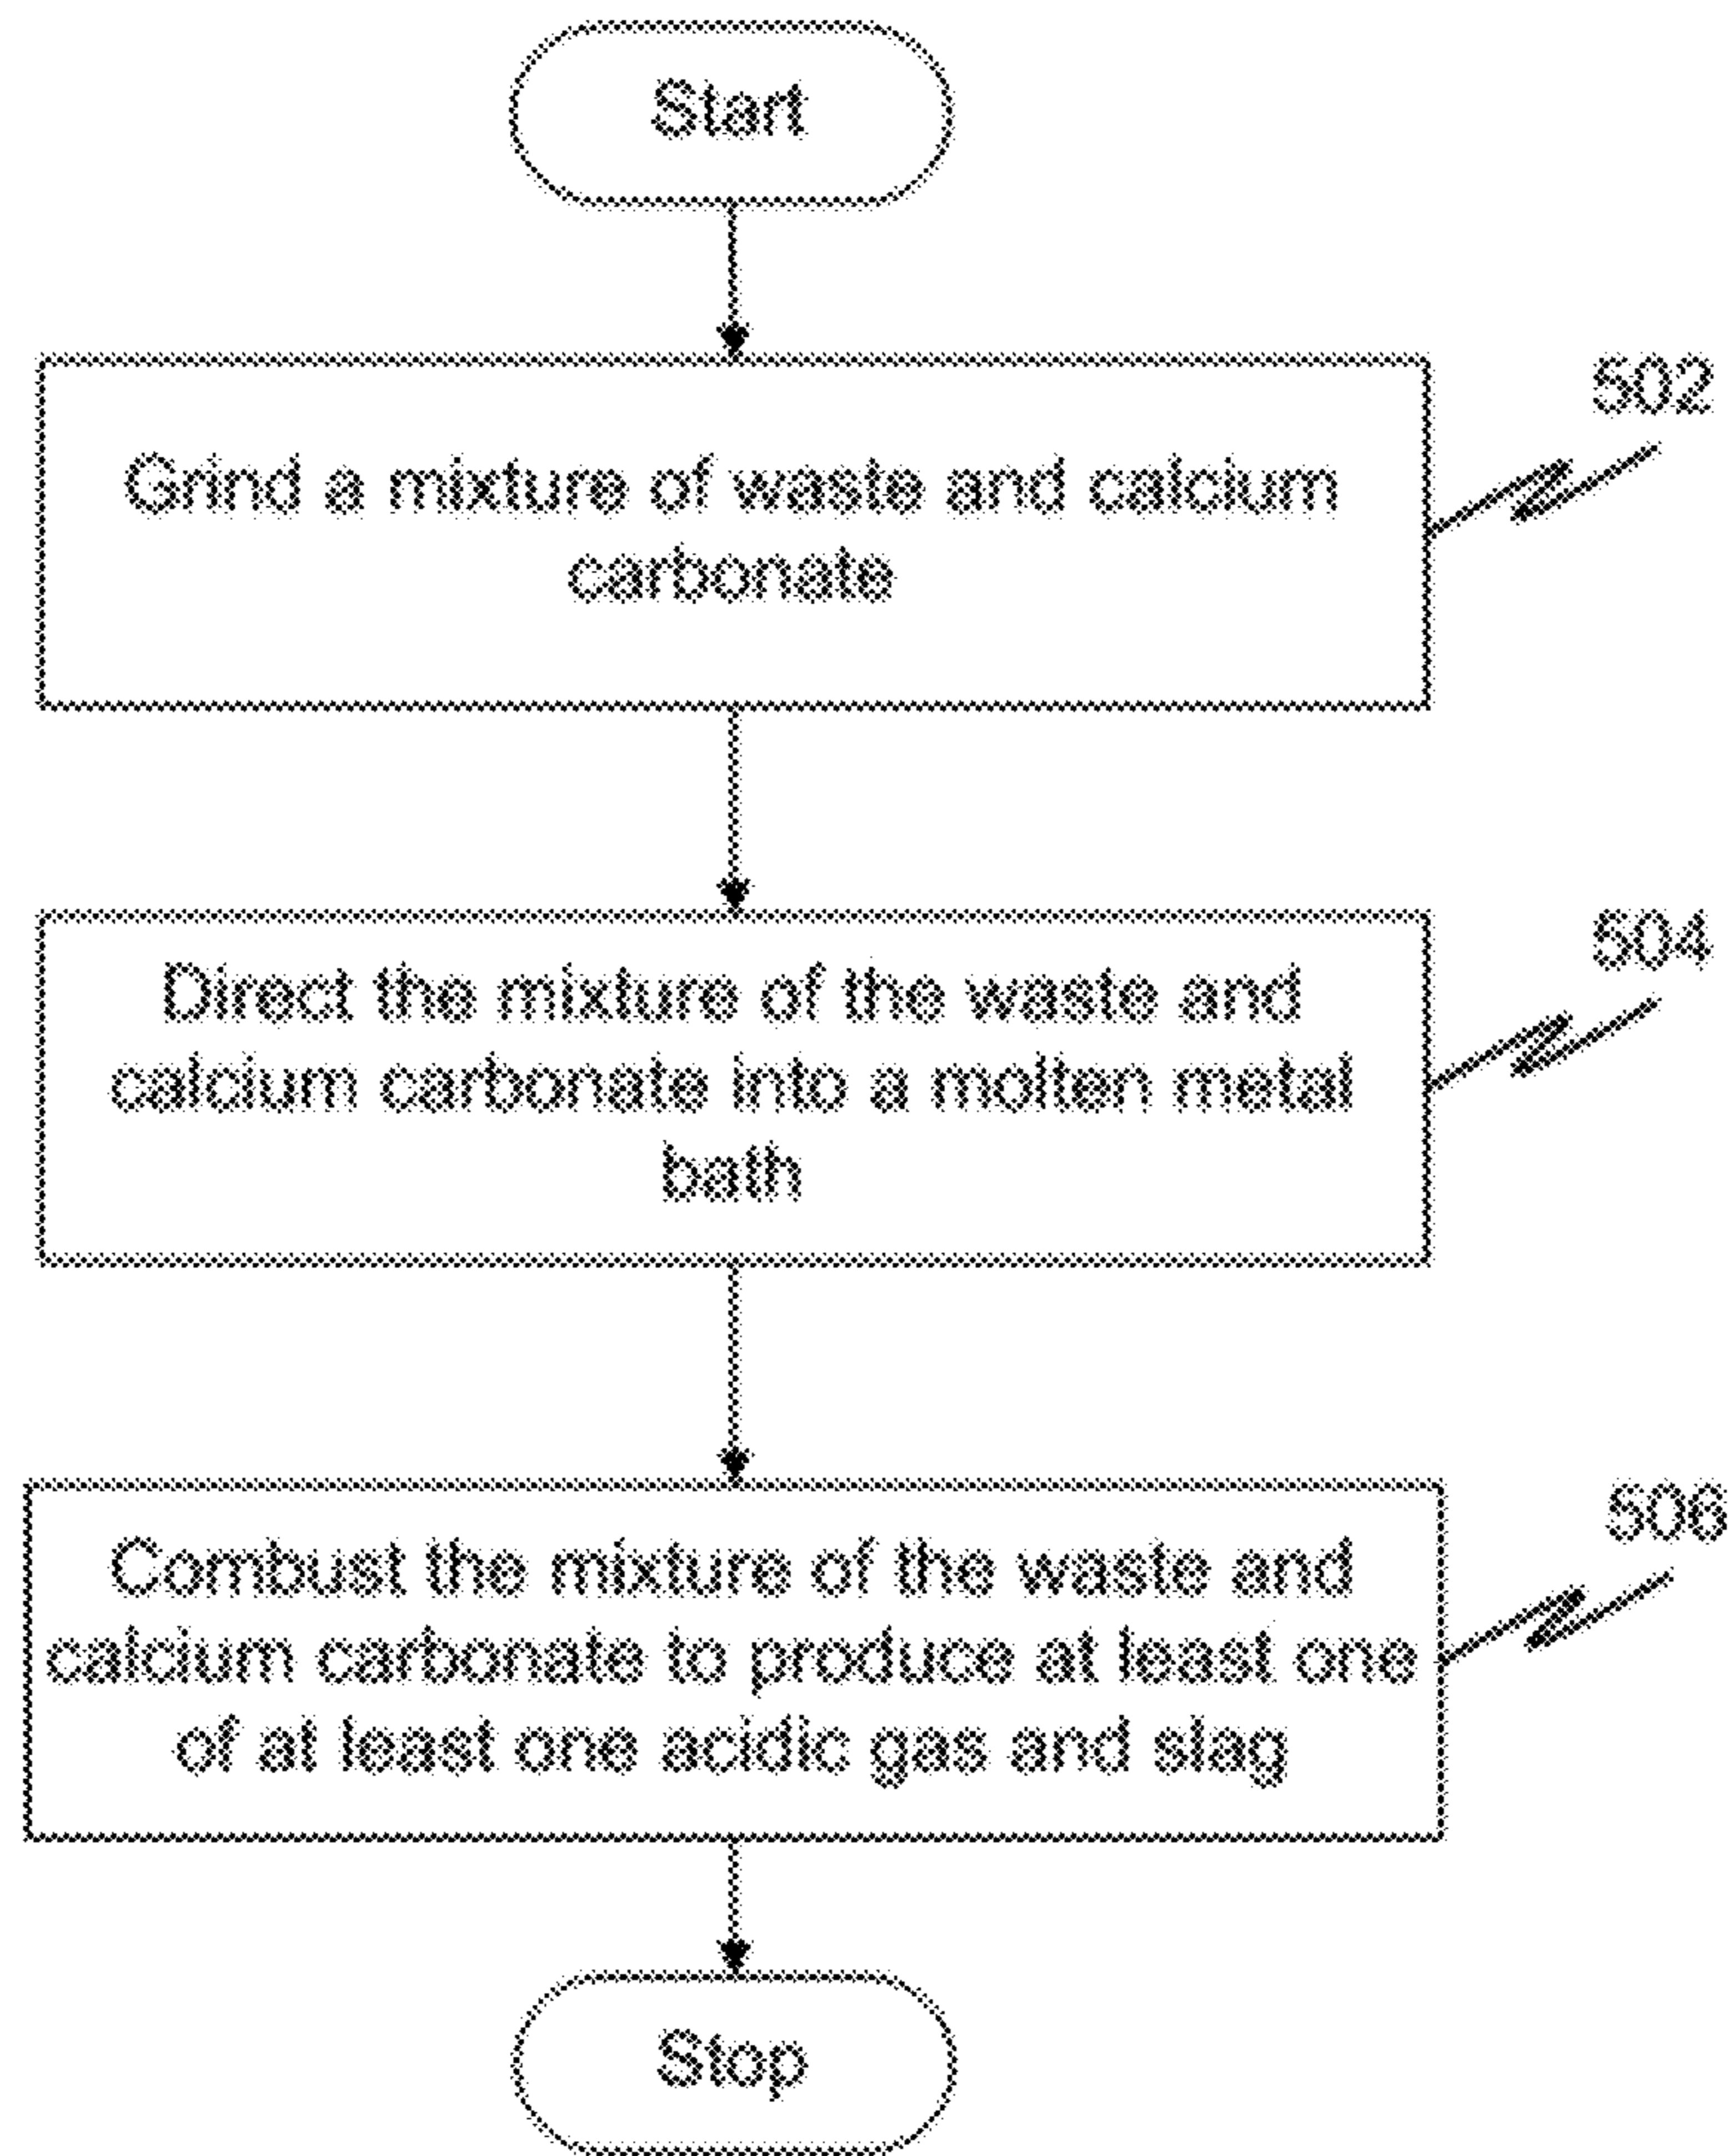 Start
502
Grind a mixture of waste and calcium
carbonate
504
Direct the mixture of the waste and
calcium carbonate into a molten metal
bath
506
Combust the mixture of the waste and
calcium carbonate to produce at least one
of at least one acidic gas and slag
Stop